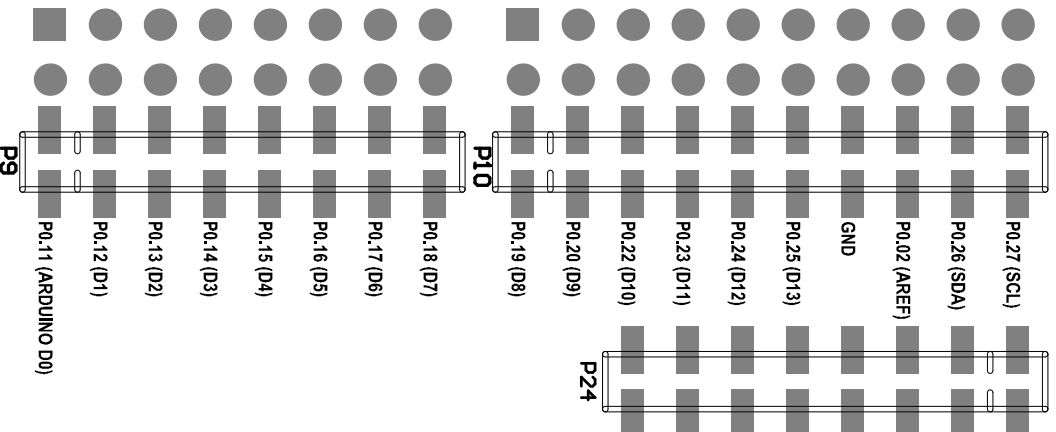 P9
P10
P0.11 (ARDUINO D0)
P0.12 (D1)
P0.13 (D2)
P0.14 (D3)
P0.15 (D4)
P0.16 (D5)
P0.17 (D6)
P0.18 (D7)
P0.19 (D8)
P0.20 (D9)
P0.22 (D10)
P0.23 (D11)
P0.24 (D12)
P0.25 (D13)
GND
P0.02 (AREF)
P0.26 (SDA)
P0.27 (SCL)
P24